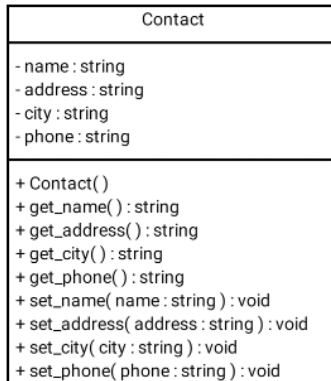 Contact
- name : string
- address : string
- city : string
- phone : string
+ Contact( )
+ get_name( ) : string
+ get_address( ) : string
+ get_city( ) : string
+ get_phone( ) : string
+ set_name( name : string ) : void
+ set_address( address : string ) : void
+ set_city( city : string ) : void
+ set_phone( phone : string ) : void